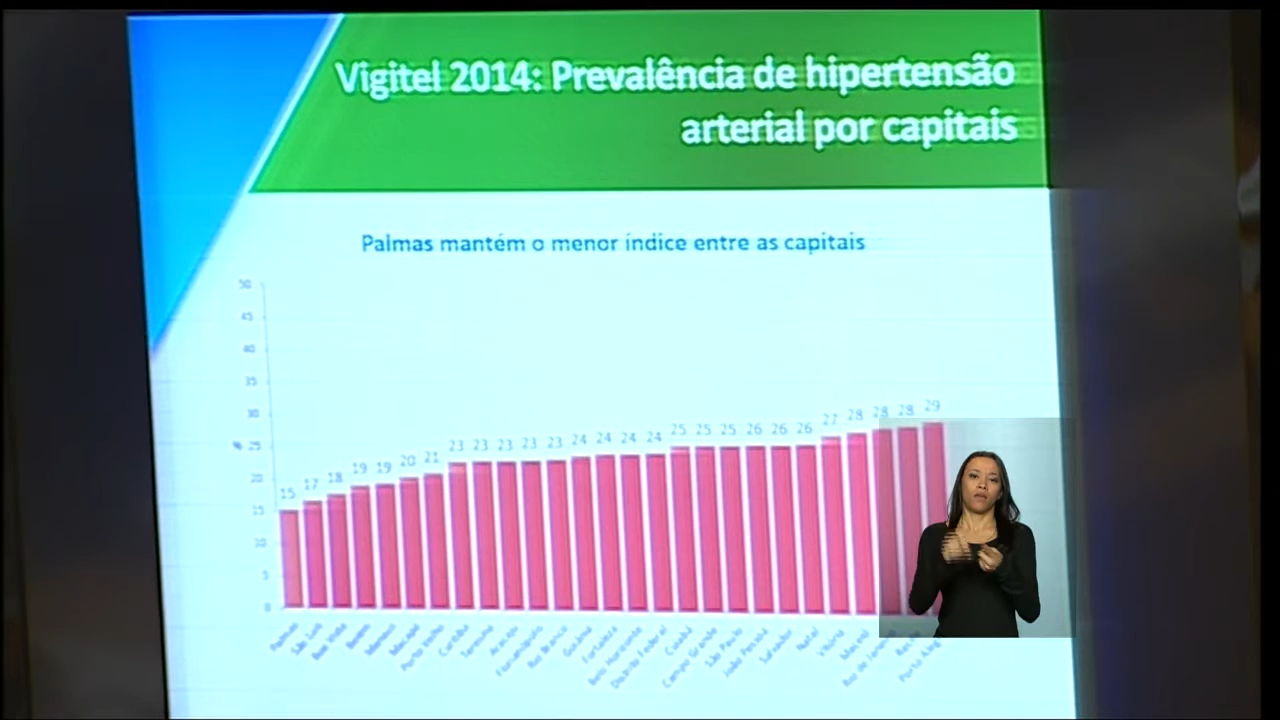 Vigitel 2014: Prevalência de hipertensão
arterial por capitais
Palmas mantém o menor índice entre as capitais
50
45
40
35
30
%
25
20
15
10
5
0
15 17 18 19 19 20 21 23 23 23 23 23 24 24 24 24 25 25 25 26 26 26 27 28 28 28 29
Palmas
São Luís
Boa Vista
Belém
Manaus
Macapá
Porto Velho
Curitiba
Teresina
Aracaju
Florianópolis
Rio Branco
Goiânia
Fortaleza
Belo Horizonte
Distrito Federal
Cuiabá
Campo Grande
São Paulo
João Pessoa
Salvador
Natal
Vitória
Maceió
Rio de Janeiro
Recife
Porto Aleg